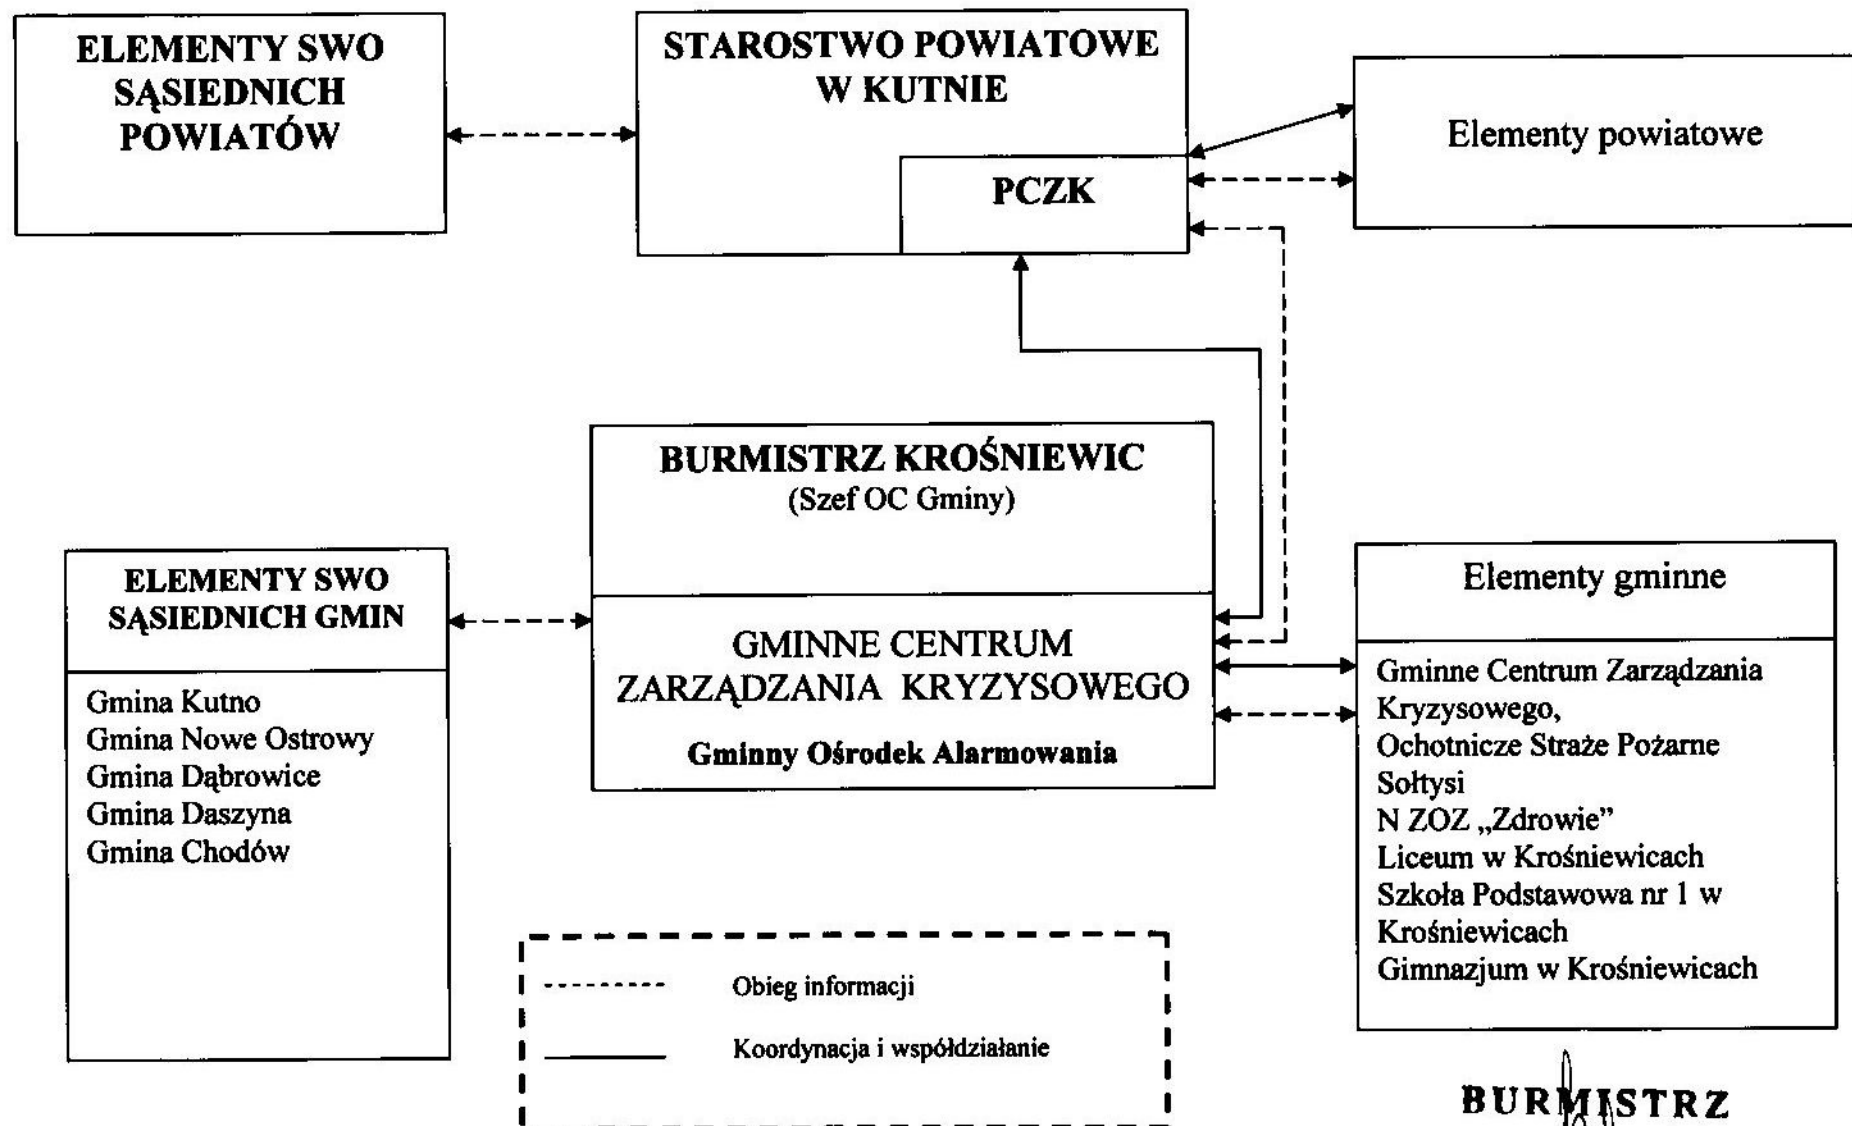 ELEMENTY SWO
SĄSIEDNICH
POWIATÓW
STAROSTWO POWIATOWE
W KUTNIE
PCZK
Elementy powiatowe
BURMISTRZ KROŚNIEWIC
(Szef OC Gminy)
GMINNE CENTRUM
ZARZĄDZANIA KRYZYSOWEGO
Gminny Ośrodek Alarmowania
ELEMENTY SWO
SĄSIEDNICH GMIN
Gmina Kutno
Gmina Nowe Ostrowy
Gmina Dąbrowice
Gmina Daszyna
Gmina Chodów
Elementy gminne
Gminne Centrum Zarządzania
Kryzysowego,
Ochotnicze Straże Pożarne
Sołtysi
N ZOZ „Zdrowie”
Liceum w Krośniewicach
Szkoła Podstawowa nr 1 w
Krośniewicach
Gimnazjum w Krośniewicach
Obieg informacji
Koordynacja i współdziałanie
BURMISTRZ